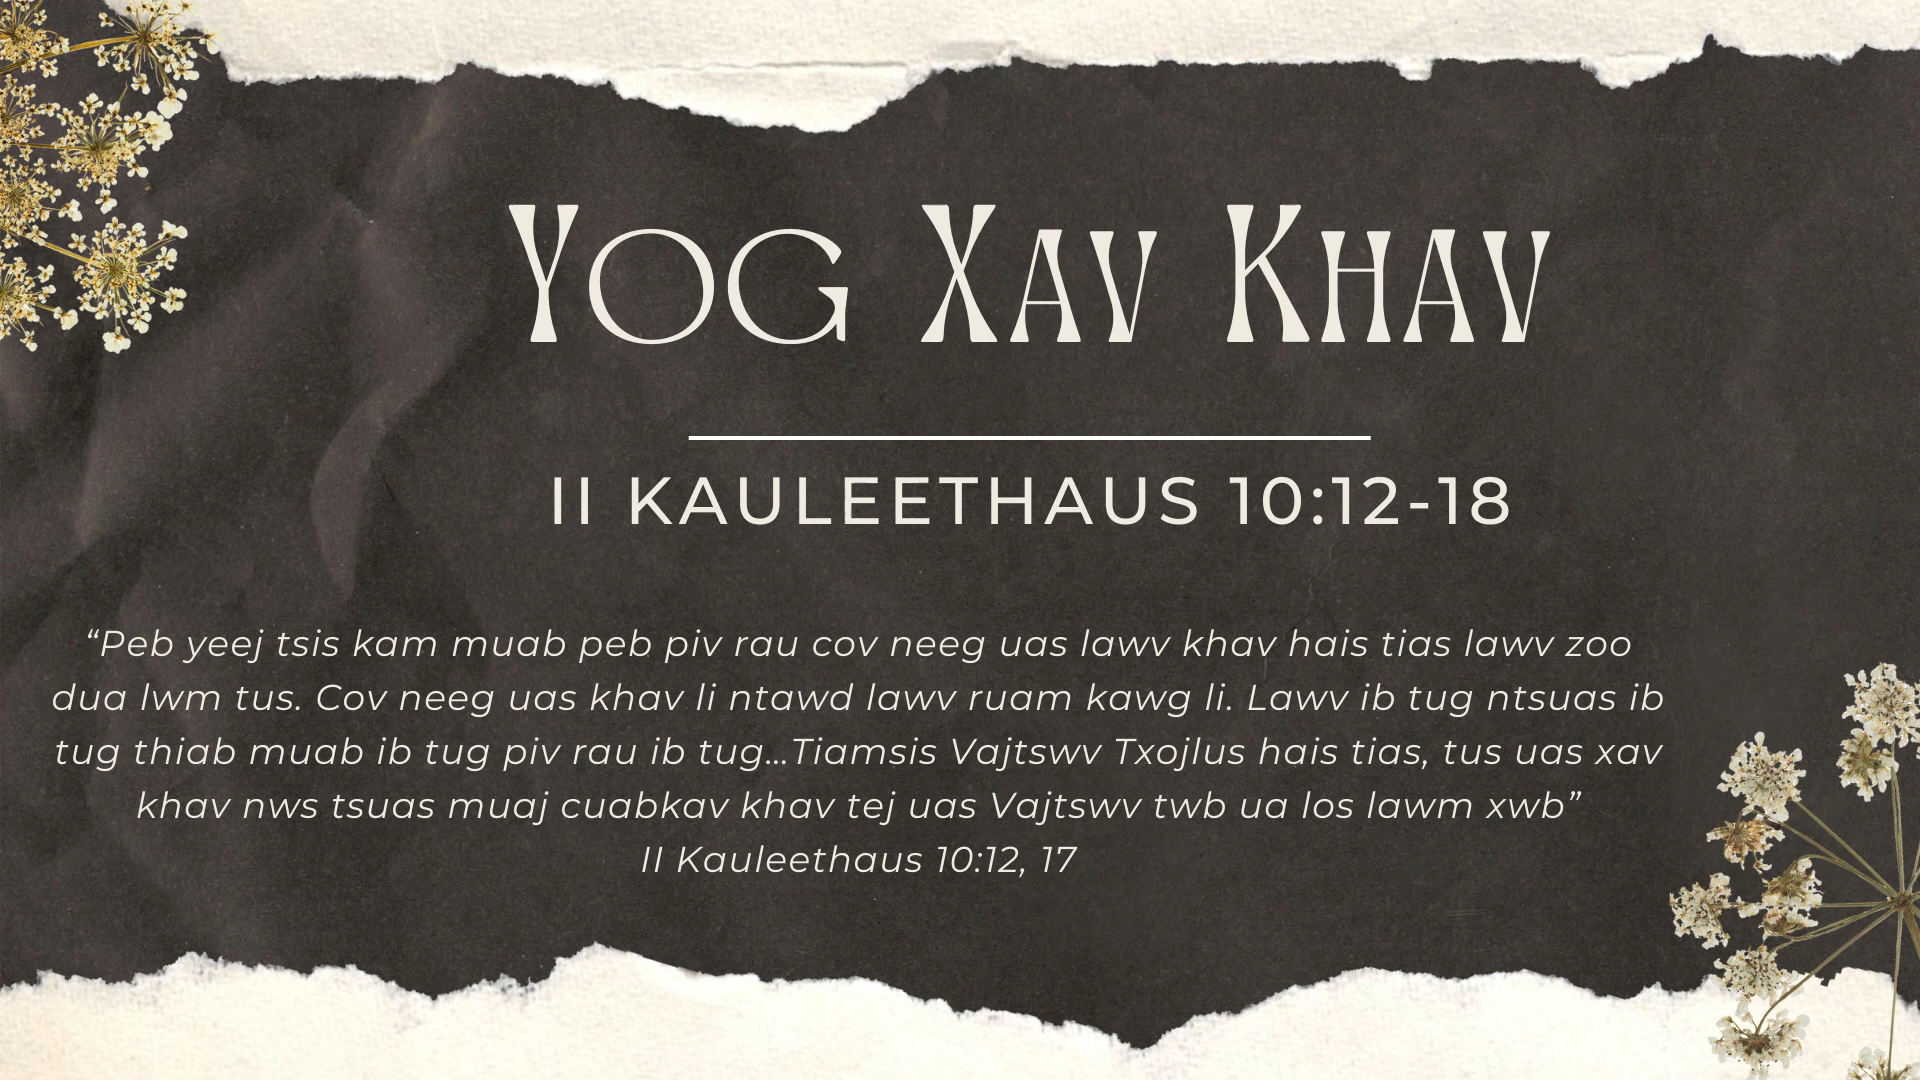 Yog Xav Khav
II KAULEETHAUS 10:12-18
“Peb yeej tsis kam muab peb piv rau cov neeg uas lawv khav hais tias lawv zoo
dua lwm tus. Cov neeg uas khav li ntawd lawv ruam kawg li. Lawv ib tug ntsuas ib
tug thiab muab ib tug piv rau ib tug...Tiamsis Vajtswv Txojlus hais tias, tus uas xav
khav nws tsuas muaj cuabkav khav tej uas Vajtswv twb ua los lawm xwb”
II Kauleethaus 10:12, 17